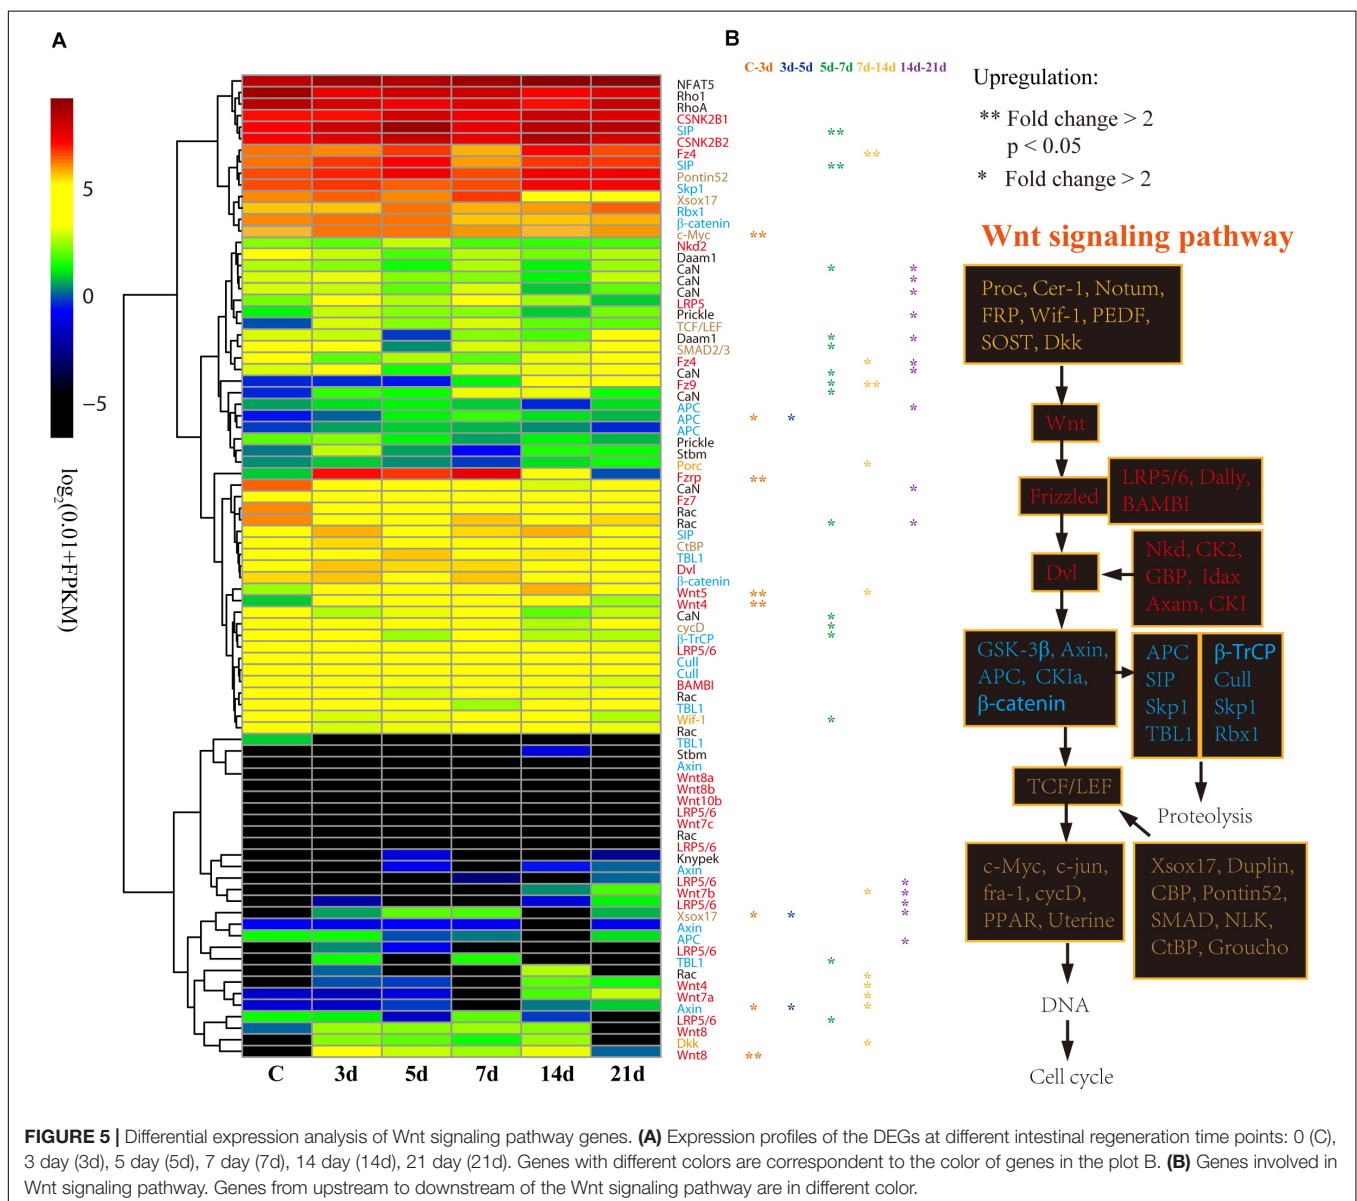 A
B
C-3d 3d-5d 5d-7d 7d-14d 14d-21d
5
0
−5
log2(0.01+FPKM)
NFAT5
Rho1
RhoA
CSNK2B1
SIP **
CSNK2B2
Fz4 **
SIP **
Pontin52
Skp1
Xsox17
Rbx1
β-catenin
c-Myc **
Nkd2
Daam1
CaN * *
CaN *
CaN *
LRP5
Prickle *
TCF/LEF
Daam1 * *
SMAD2/3 *
Fz4 * *
CaN * *
Fz9 * **
CaN *
APC *
APC * *
APC
Prickle
Stbm
Porc *
Fzrp **
CaN *
Fz7
Rac
Rac * *
SIP
CtBP
TBL1
Dvl
β-catenin
Wnt5 ** *
Wnt4 **
CaN *
cycD *
β-TrCP *
LRP5/6
Cull
Cull
BAMBI
Rac
TBL1
Wif-1 *
Rac
TBL1
Stbm
Axin
Wnt8a
Wnt8b
Wnt10b
LRP5/6
Wnt7c
Rac
LRP5/6
Knypek
Axin
LRP5/6 *
Wnt7b * *
LRP5/6 *
Xsox17 * * *
Axin
APC *
LRP5/6
TBL1 *
Rac *
Wnt4 *
Wnt7a *
Axin * * *
LRP5/6 *
Wnt8
Dkk *
Wnt8 **
C 3d 5d 7d 14d 21d
Upregulation:
** Fold change > 2
p < 0.05
* Fold change > 2
Wnt signaling pathway
Proc, Cer-1, Notum,
FRP, Wif-1, PEDF,
SOST, Dkk
Wnt
Frizzled
LRP5/6, Dally,
BAMBI
Dvl
Nkd, CK2,
GBP, Idax
Axam, CKI
GSK-3β, Axin,
APC, CKIa,
β-catenin
APC
SIP
Skp1
TBL1
β-TrCP
Cull
Skp1
Rbx1
TCF/LEF
Proteolysis
c-Myc, c-jun,
fra-1, cycD,
PPAR, Uterine
Xsox17, Duplin,
CBP, Pontin52,
SMAD, NLK,
CtBP, Groucho
DNA
Cell cycle
FIGURE 5 | Differential expression analysis of Wnt signaling pathway genes. (A) Expression profiles of the DEGs at different intestinal regeneration time points: 0 (C),
3 day (3d), 5 day (5d), 7 day (7d), 14 day (14d), 21 day (21d). Genes with different colors are correspondent to the color of genes in the plot B. (B) Genes involved in
Wnt signaling pathway. Genes from upstream to downstream of the Wnt signaling pathway are in different color.